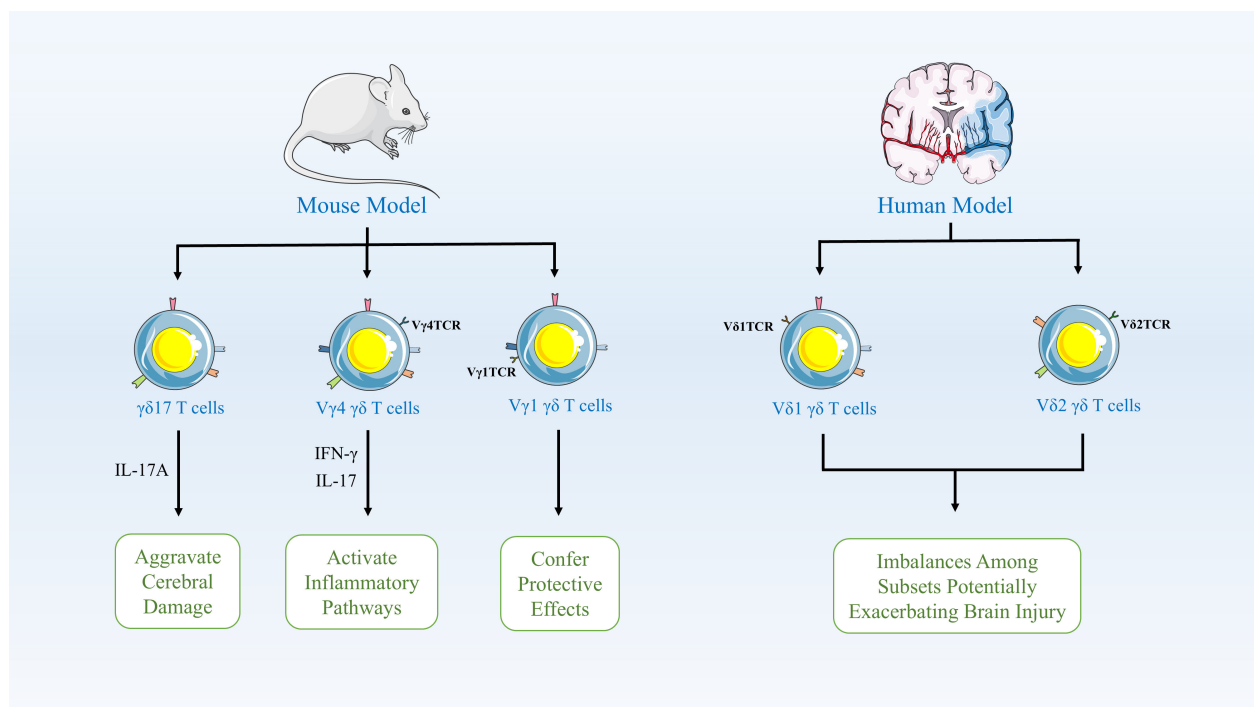 Mouse Model
Human Model
Vγ4TCR
Vγ1TCR
Vδ1TCR
Vδ2TCR
γδ17 T cells
Vγ4 γδ T cells
Vγ1 γδ T cells
Vδ1 γδ T cells
Vδ2 γδ T cells
IL-17A
IFN-γ
IL-17
Aggravate
Cerebral
Damage
Activate
Inflammatory
Pathways
Confer
Protective
Effects
Imbalances Among
Subsets Potentially
Exacerbating Brain Injury